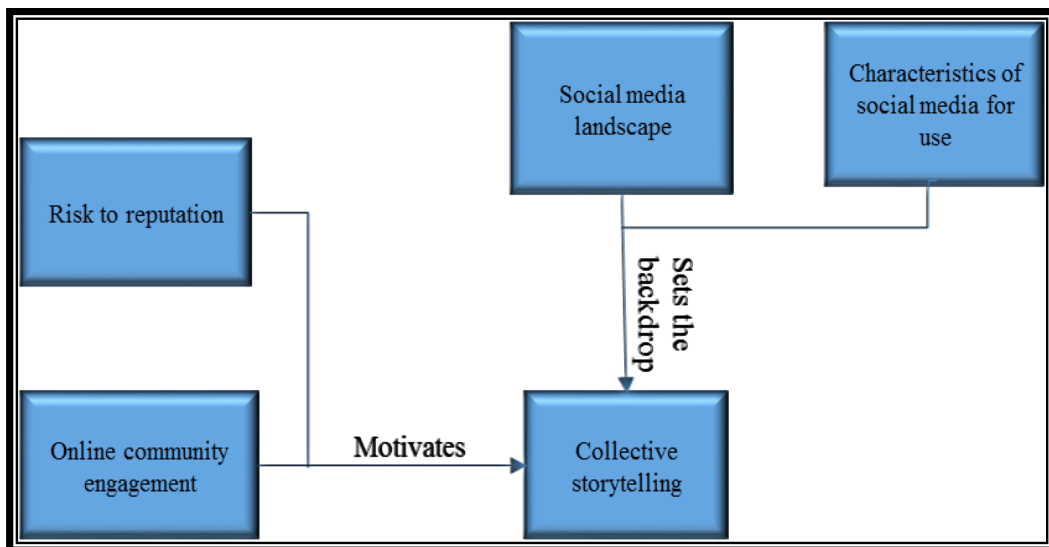 Social media
landscape
Characteristics of
social media for
use
Risk to reputation
Sets the
backdrop
Online community
engagement
Motivates
Collective
storytelling